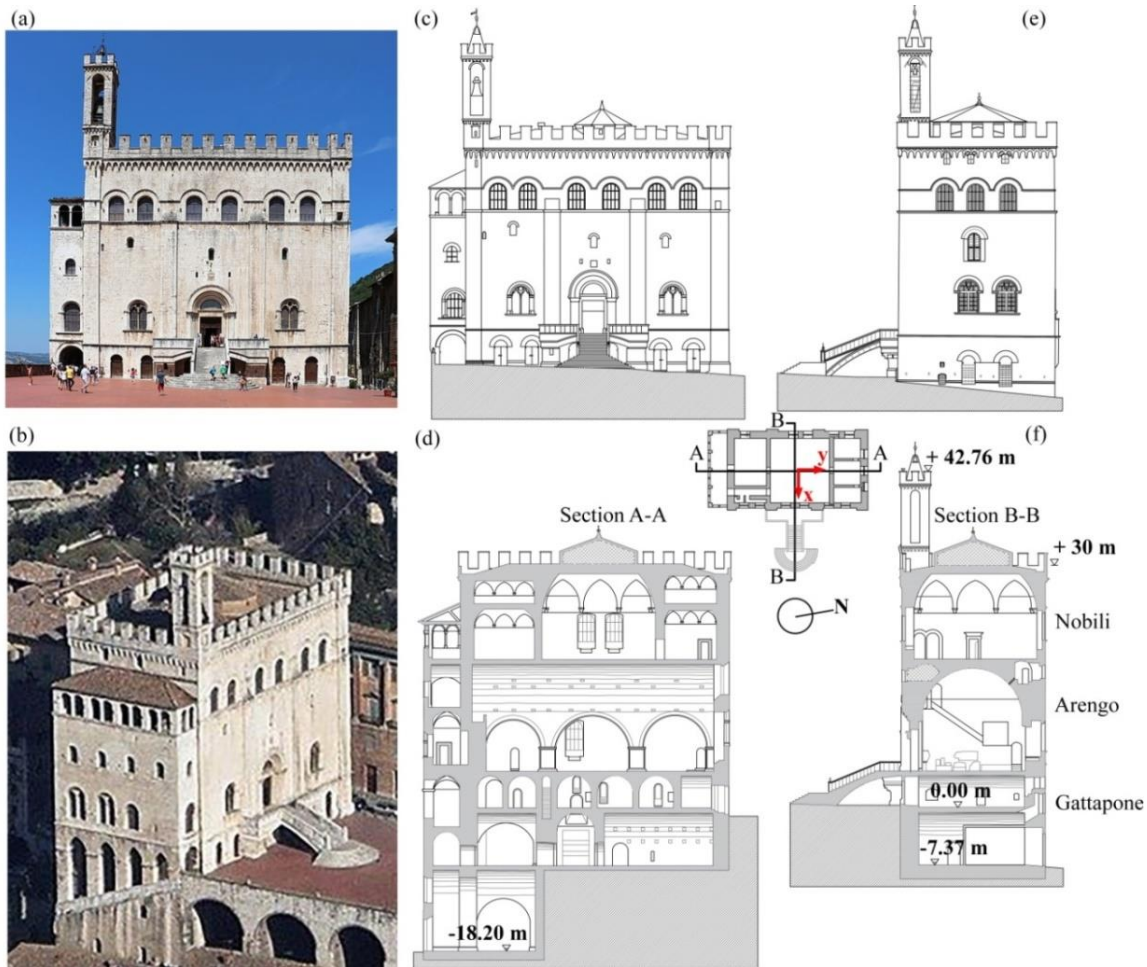 (a)
(c)
(e)
(b)
(d)
(f)
B
A
A
y
x
B
N
+ 42.76 m
Section A-A
Section B-B
+ 30 m
Nobili
Arengo
0.00 m
Gattapone
-7.37 m
-18.20 m